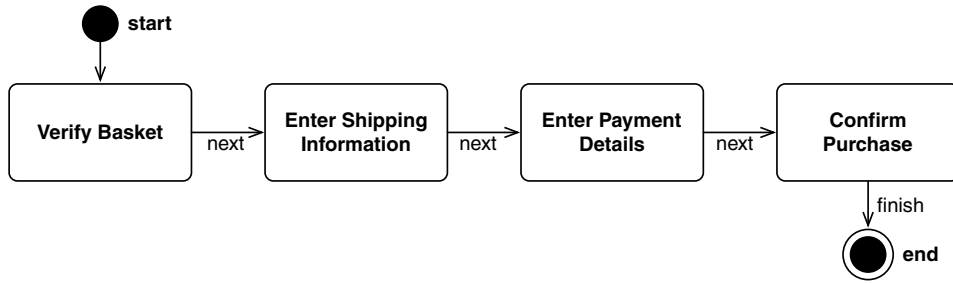 start
Verify Basket
next
Enter Shipping
Information
next
Enter Payment
Details
next
Confirm
Purchase
finish
end